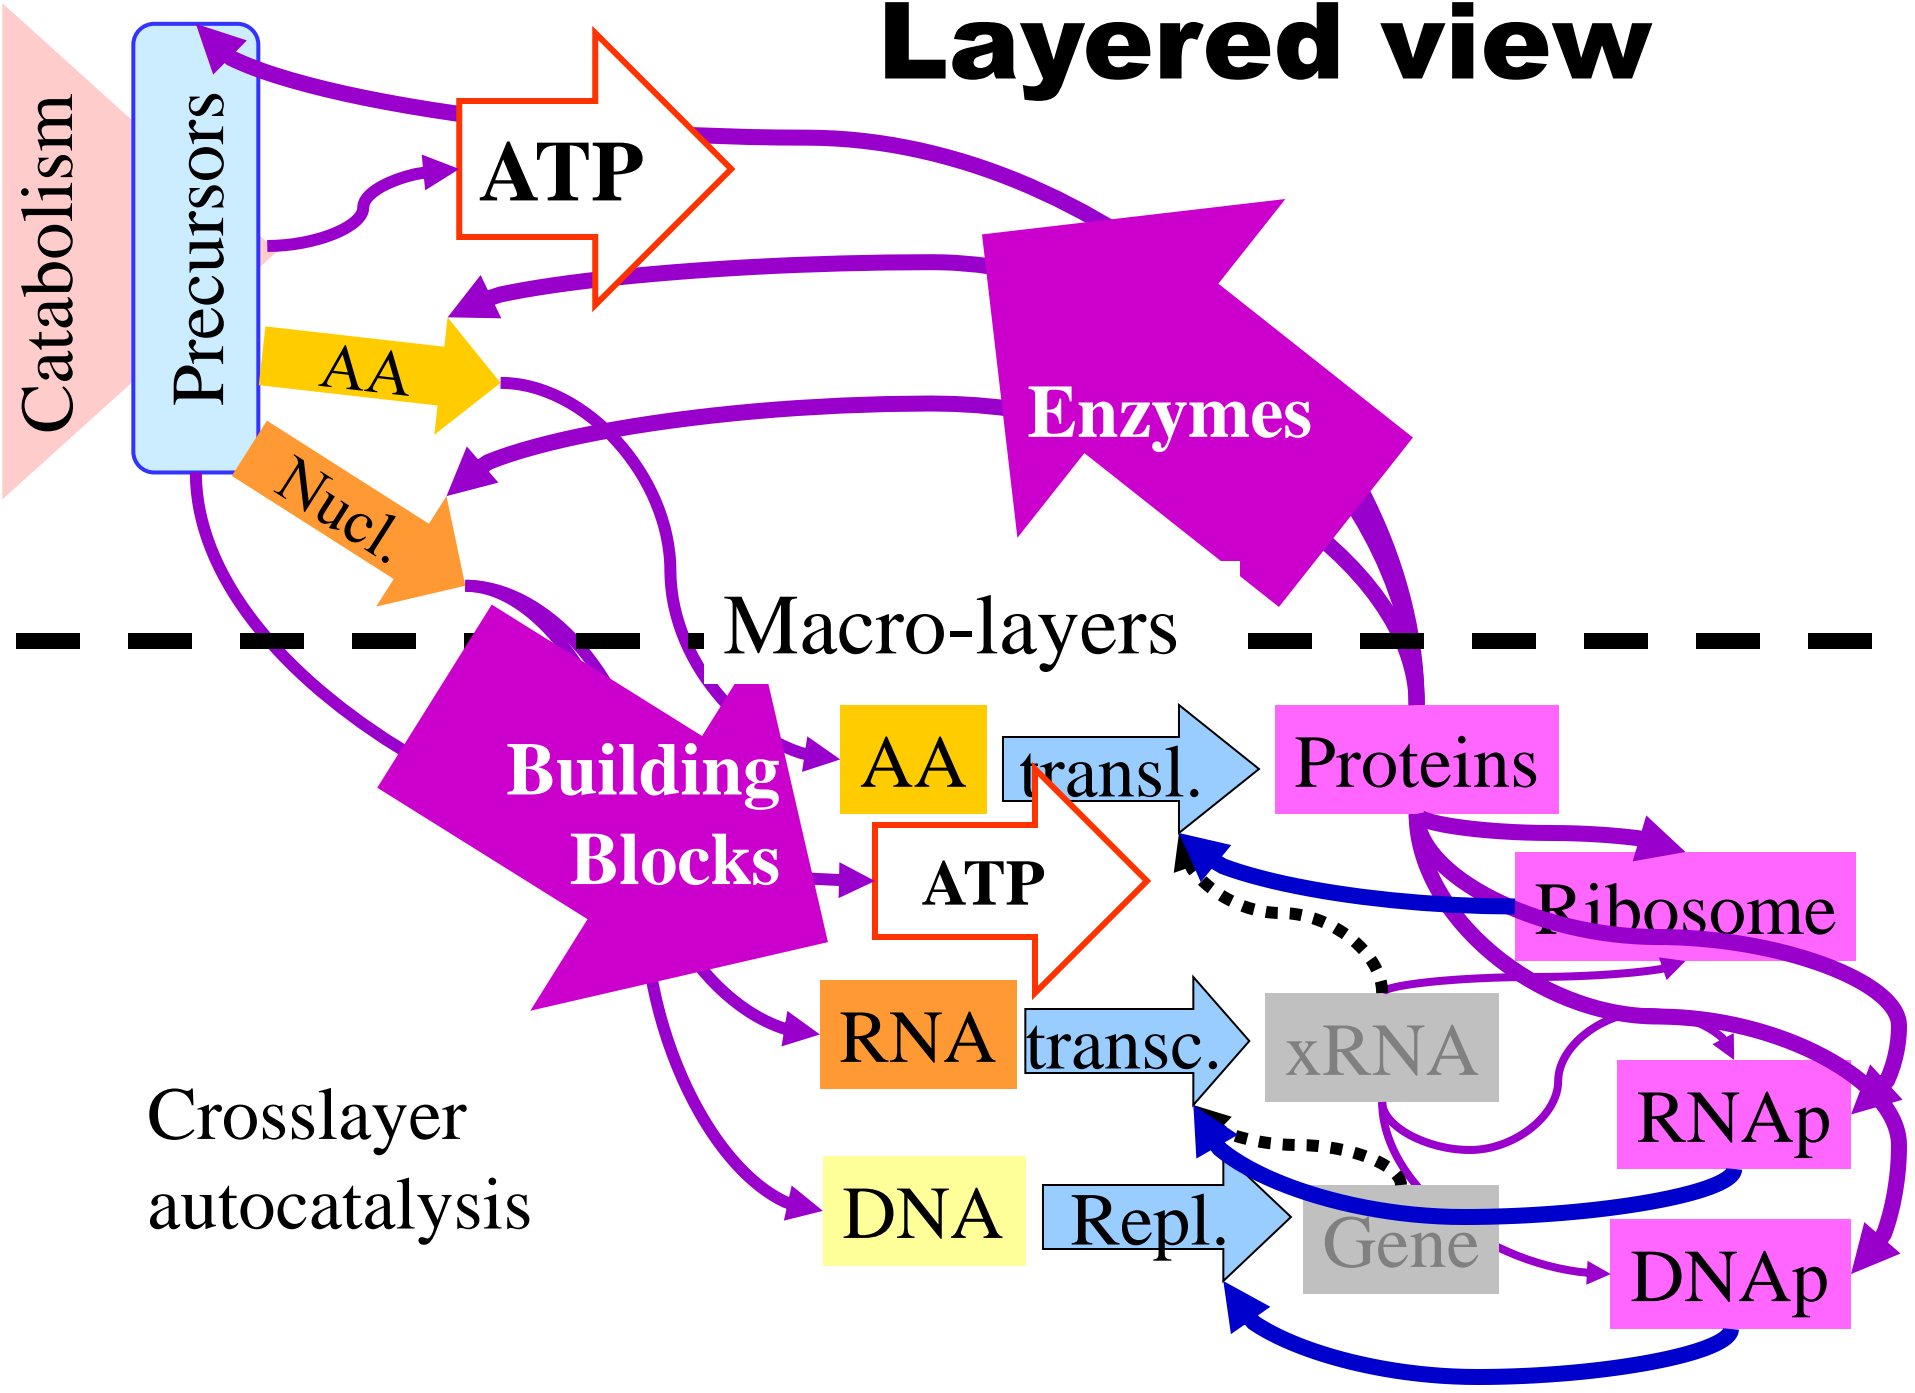 Layered view
Catabolism
Precursors
ATP
AA
Nucl.
Enzymes
Macro-layers
Building
Blocks
AA
transl.
Proteins
ATP
Ribosome
RNA
transc.
xRNA
RNAp
Crosslayer
autocatalysis
DNA
Repl.
Gene
DNAp